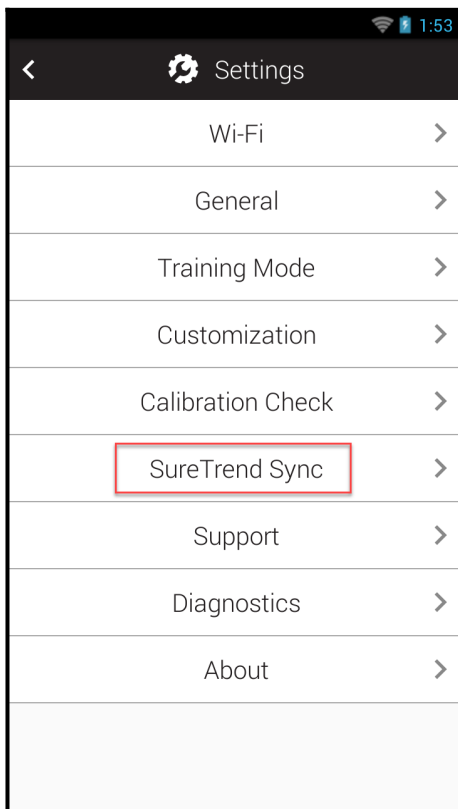 1:53
Settings
Wi-Fi
General
Training Mode
Customization
Calibration Check
SureTrend Sync
Support
Diagnostics
About